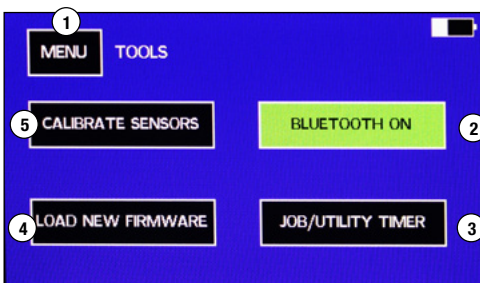 1
MENU TOOLS
5 CALIBRATE SENSORS BLUETOOTH ON 2
4 LOAD NEW FIRMWARE JOB/UTILITY TIMER 3